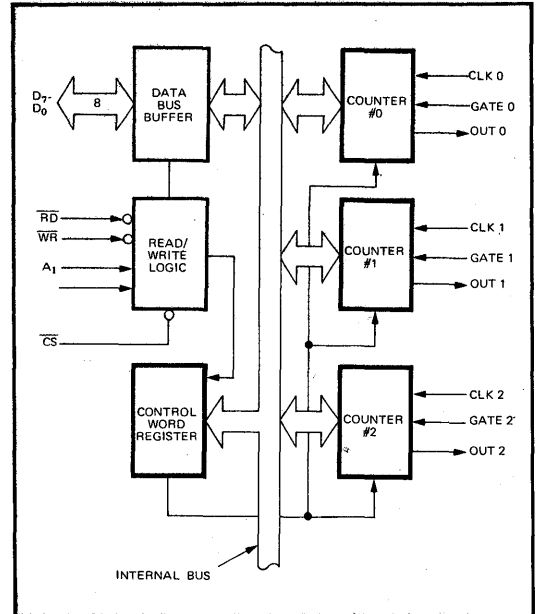 D7-
D0
8
DATA
BUS
BUFFER
COUNTER
#0
CLK 0
GATE 0
OUT 0
RD
WR
A1
CS
READ/
WRITE
LOGIC
COUNTER
#1
CLK 1
GATE 1
OUT 1
CONTROL
WORD
REGISTER
COUNTER
#2
CLK 2
GATE 2
OUT 2
INTERNAL BUS